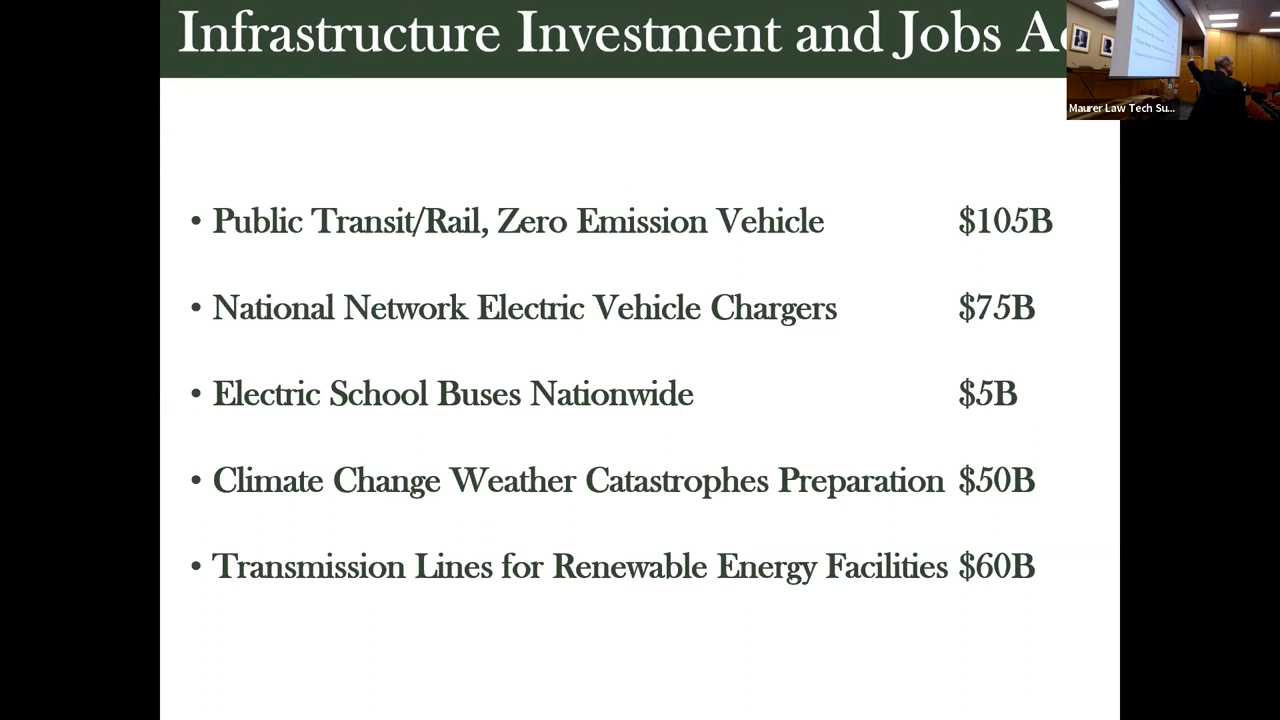 Infrastructure Investment and Jobs Ac
Maurer Law Tech Su...
• Public Transit/Rail, Zero Emission Vehicle $105B
• National Network Electric Vehicle Chargers $75B
• Electric School Buses Nationwide $5B
• Climate Change Weather Catastrophes Preparation $50B
• Transmission Lines for Renewable Energy Facilities $60B